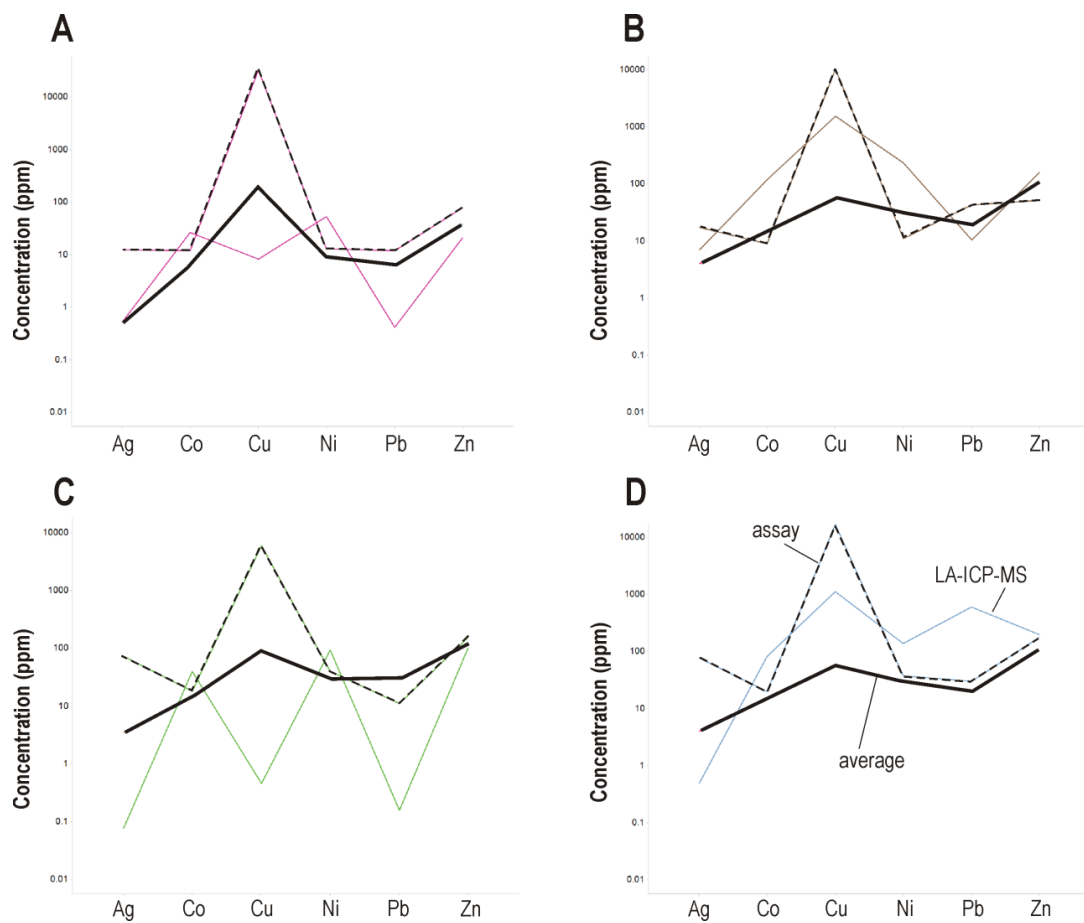 A
Concentration (ppm)
10000
1000
100
10
1
0.1
0.01
Ag Co Cu Ni Pb Zn
B
Concentration (ppm)
10000
1000
100
10
1
0.1
0.01
Ag Co Cu Ni Pb Zn
C
Concentration (ppm)
10000
1000
100
10
1
0.1
0.01
Ag Co Cu Ni Pb Zn
D
Concentration (ppm)
10000
1000
100
10
1
0.1
0.01
assay
LA-ICP-MS
average
Ag Co Cu Ni Pb Zn